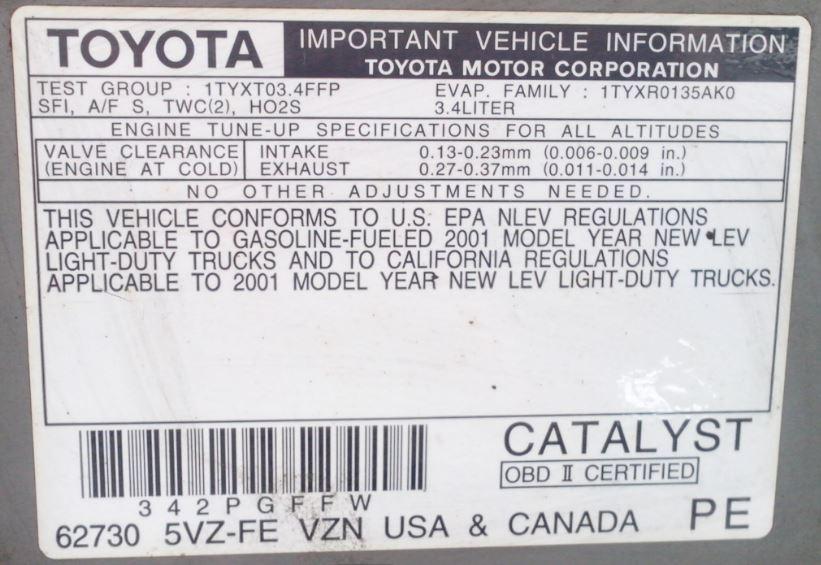 TOYOTA IMPORTANT VEHICLE INFORMATION
TOYOTA MOTOR CORPORATION
TEST GROUP : 1TYXT03.4FFP EVAP. FAMILY : 1TYXR0135AK0
SFI, A/F S, TWC(2), HO2S 3.4LITER
ENGINE TUNE-UP SPECIFICATIONS FOR ALL ALTITUDES
VALVE CLEARANCE INTAKE 0.13-0.23mm (0.006-0.009 in.)
(ENGINE AT COLD) EXHAUST 0.27-0.37mm (0.011-0.014 in.)
NO OTHER ADJUSTMENTS NEEDED.
THIS VEHICLE CONFORMS TO U.S. EPA NLEV REGULATIONS
APPLICABLE TO GASOLINE-FUELED 2001 MODEL YEAR NEW LEV
LIGHT-DUTY TRUCKS AND TO CALIFORNIA REGULATIONS
APPLICABLE TO 2001 MODEL YEAR NEW LEV LIGHT-DUTY TRUCKS.
CATALYST
OBD II CERTIFIED
342PGFFW
62730 5VZ-FE VZN USA & CANADA PE